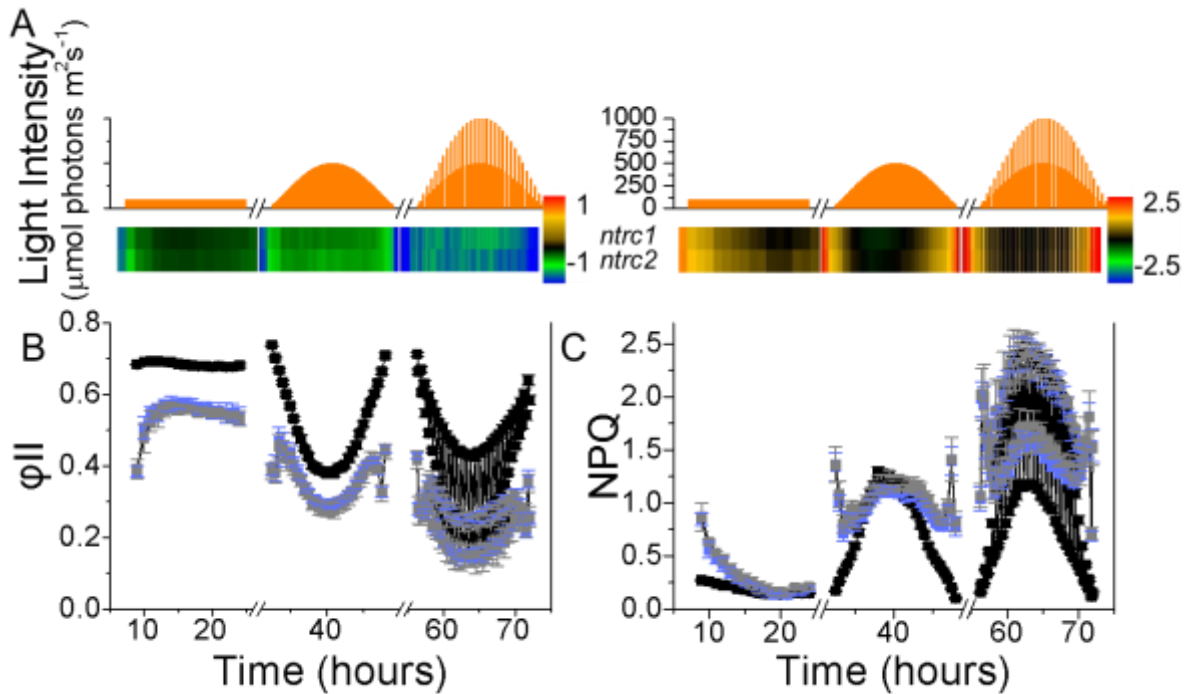 A
Light Intensity
(μmol photons m²s⁻¹)
1000
750
500
250
0
1
-1
ntrc1
ntrc2
2.5
-2.5
B
φII
0.8
0.6
0.4
0.2
0.0
10 20 40 60 70
Time (hours)
C
NPQ
2.5
2.0
1.5
1.0
0.5
0.0
10 20 40 60 70
Time (hours)